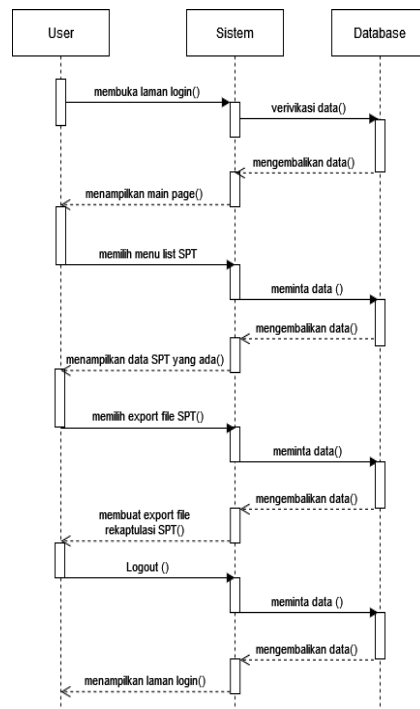 User
Sistem
Database
membuka laman login()
verivikasi data()
mengembalikan data()
menampilkan main page()
memilih menu list SPT
meminta data ()
mengembalikan data()
menampilkan data SPT yang ada()
memilih export file SPT()
meminta data()
mengembalikan data()
membuat export file
rekaptulasi SPT()
Logout ()
meminta data ()
mengembalikan data()
menampilkan laman login()